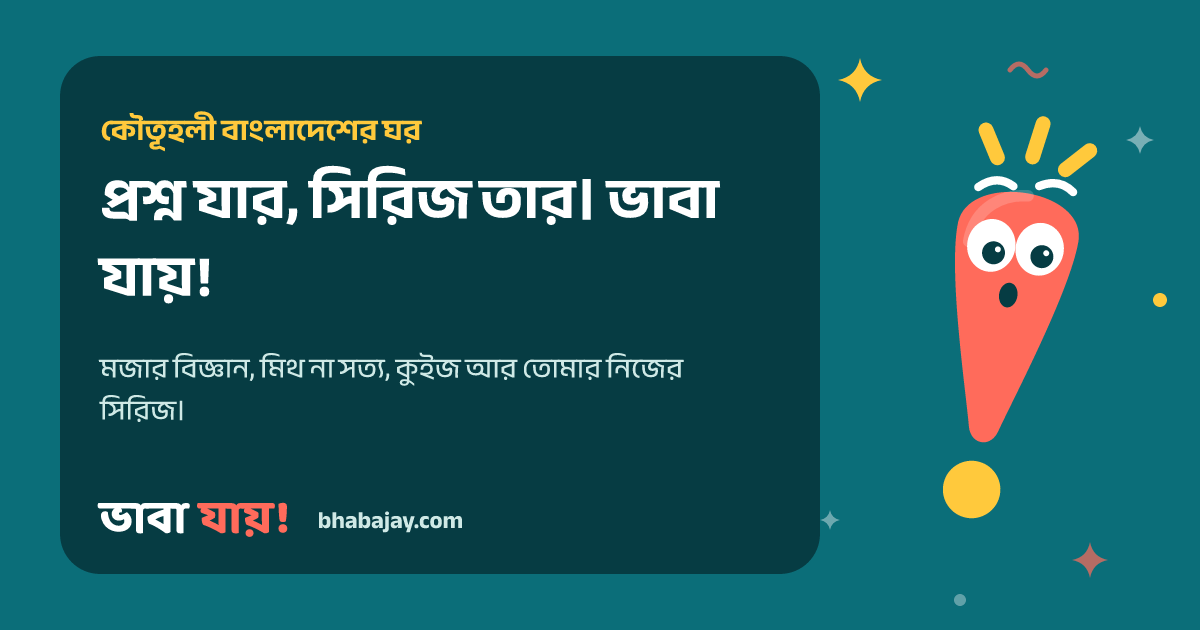 কৌতূহলী বাংলাদেশের ঘর
প্রশ্ন যার, সিরিজ তার। ভাবা
যায়!
মজার বিজ্ঞান, মিথ না সত্য, কুইজ আর তোমার নিজের
সিরিজ।
ভাবা যায়! bhabajay.com